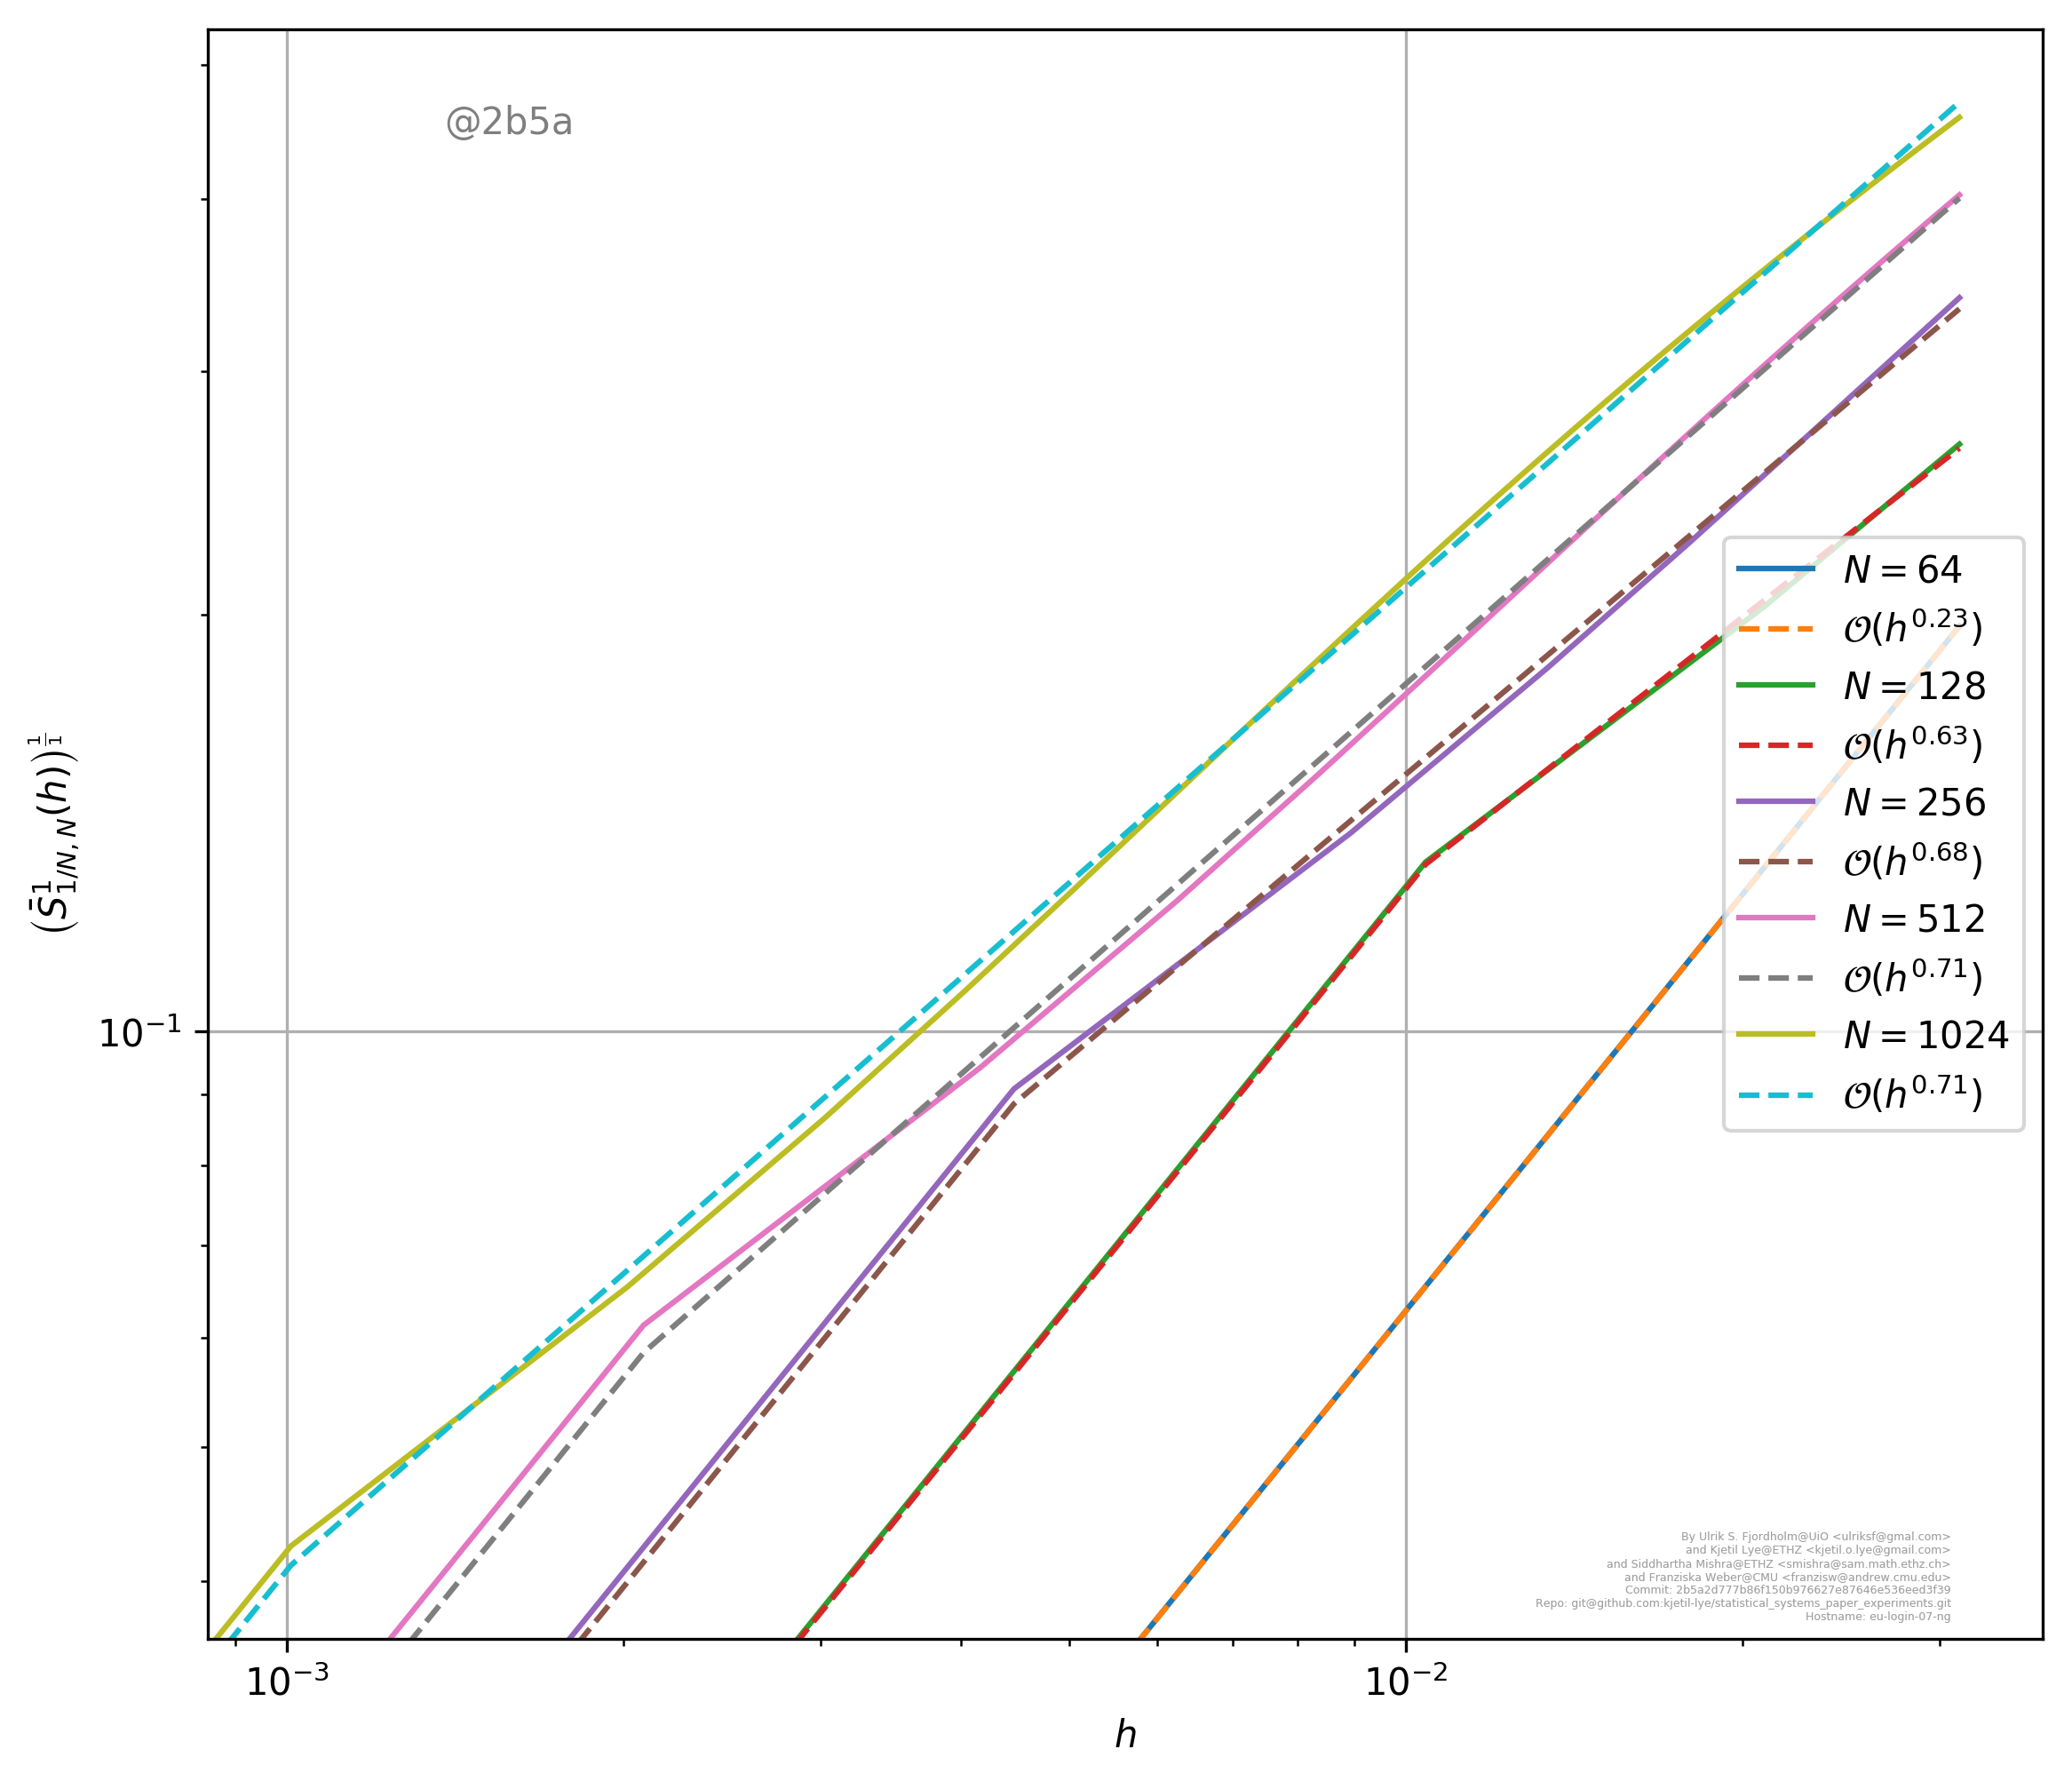 @2b5a
(S̄¹₁/N, N(h))^(1/1)
10⁻¹
10⁻³
10⁻²
h
N = 64
𝒪(h^0.23)
N = 128
𝒪(h^0.63)
N = 256
𝒪(h^0.68)
N = 512
𝒪(h^0.71)
N = 1024
𝒪(h^0.71)
By Ulrik S. Fjordholm@UiO <ulriksf@gmal.com>
and Kjetil Lye@ETHZ <kjetil.o.lye@gmail.com>
and Siddhartha Mishra@ETHZ <smishra@sam.math.ethz.ch>
and Franziska Weber@CMU <franzisw@andrew.cmu.edu>
Commit: 2b5a2d777b86f150b976627e87646e536eed3f39
Repo: git@github.com:kjetil-lye/statistical_systems_paper_experiments.git
Hostname: eu-login-07-ng